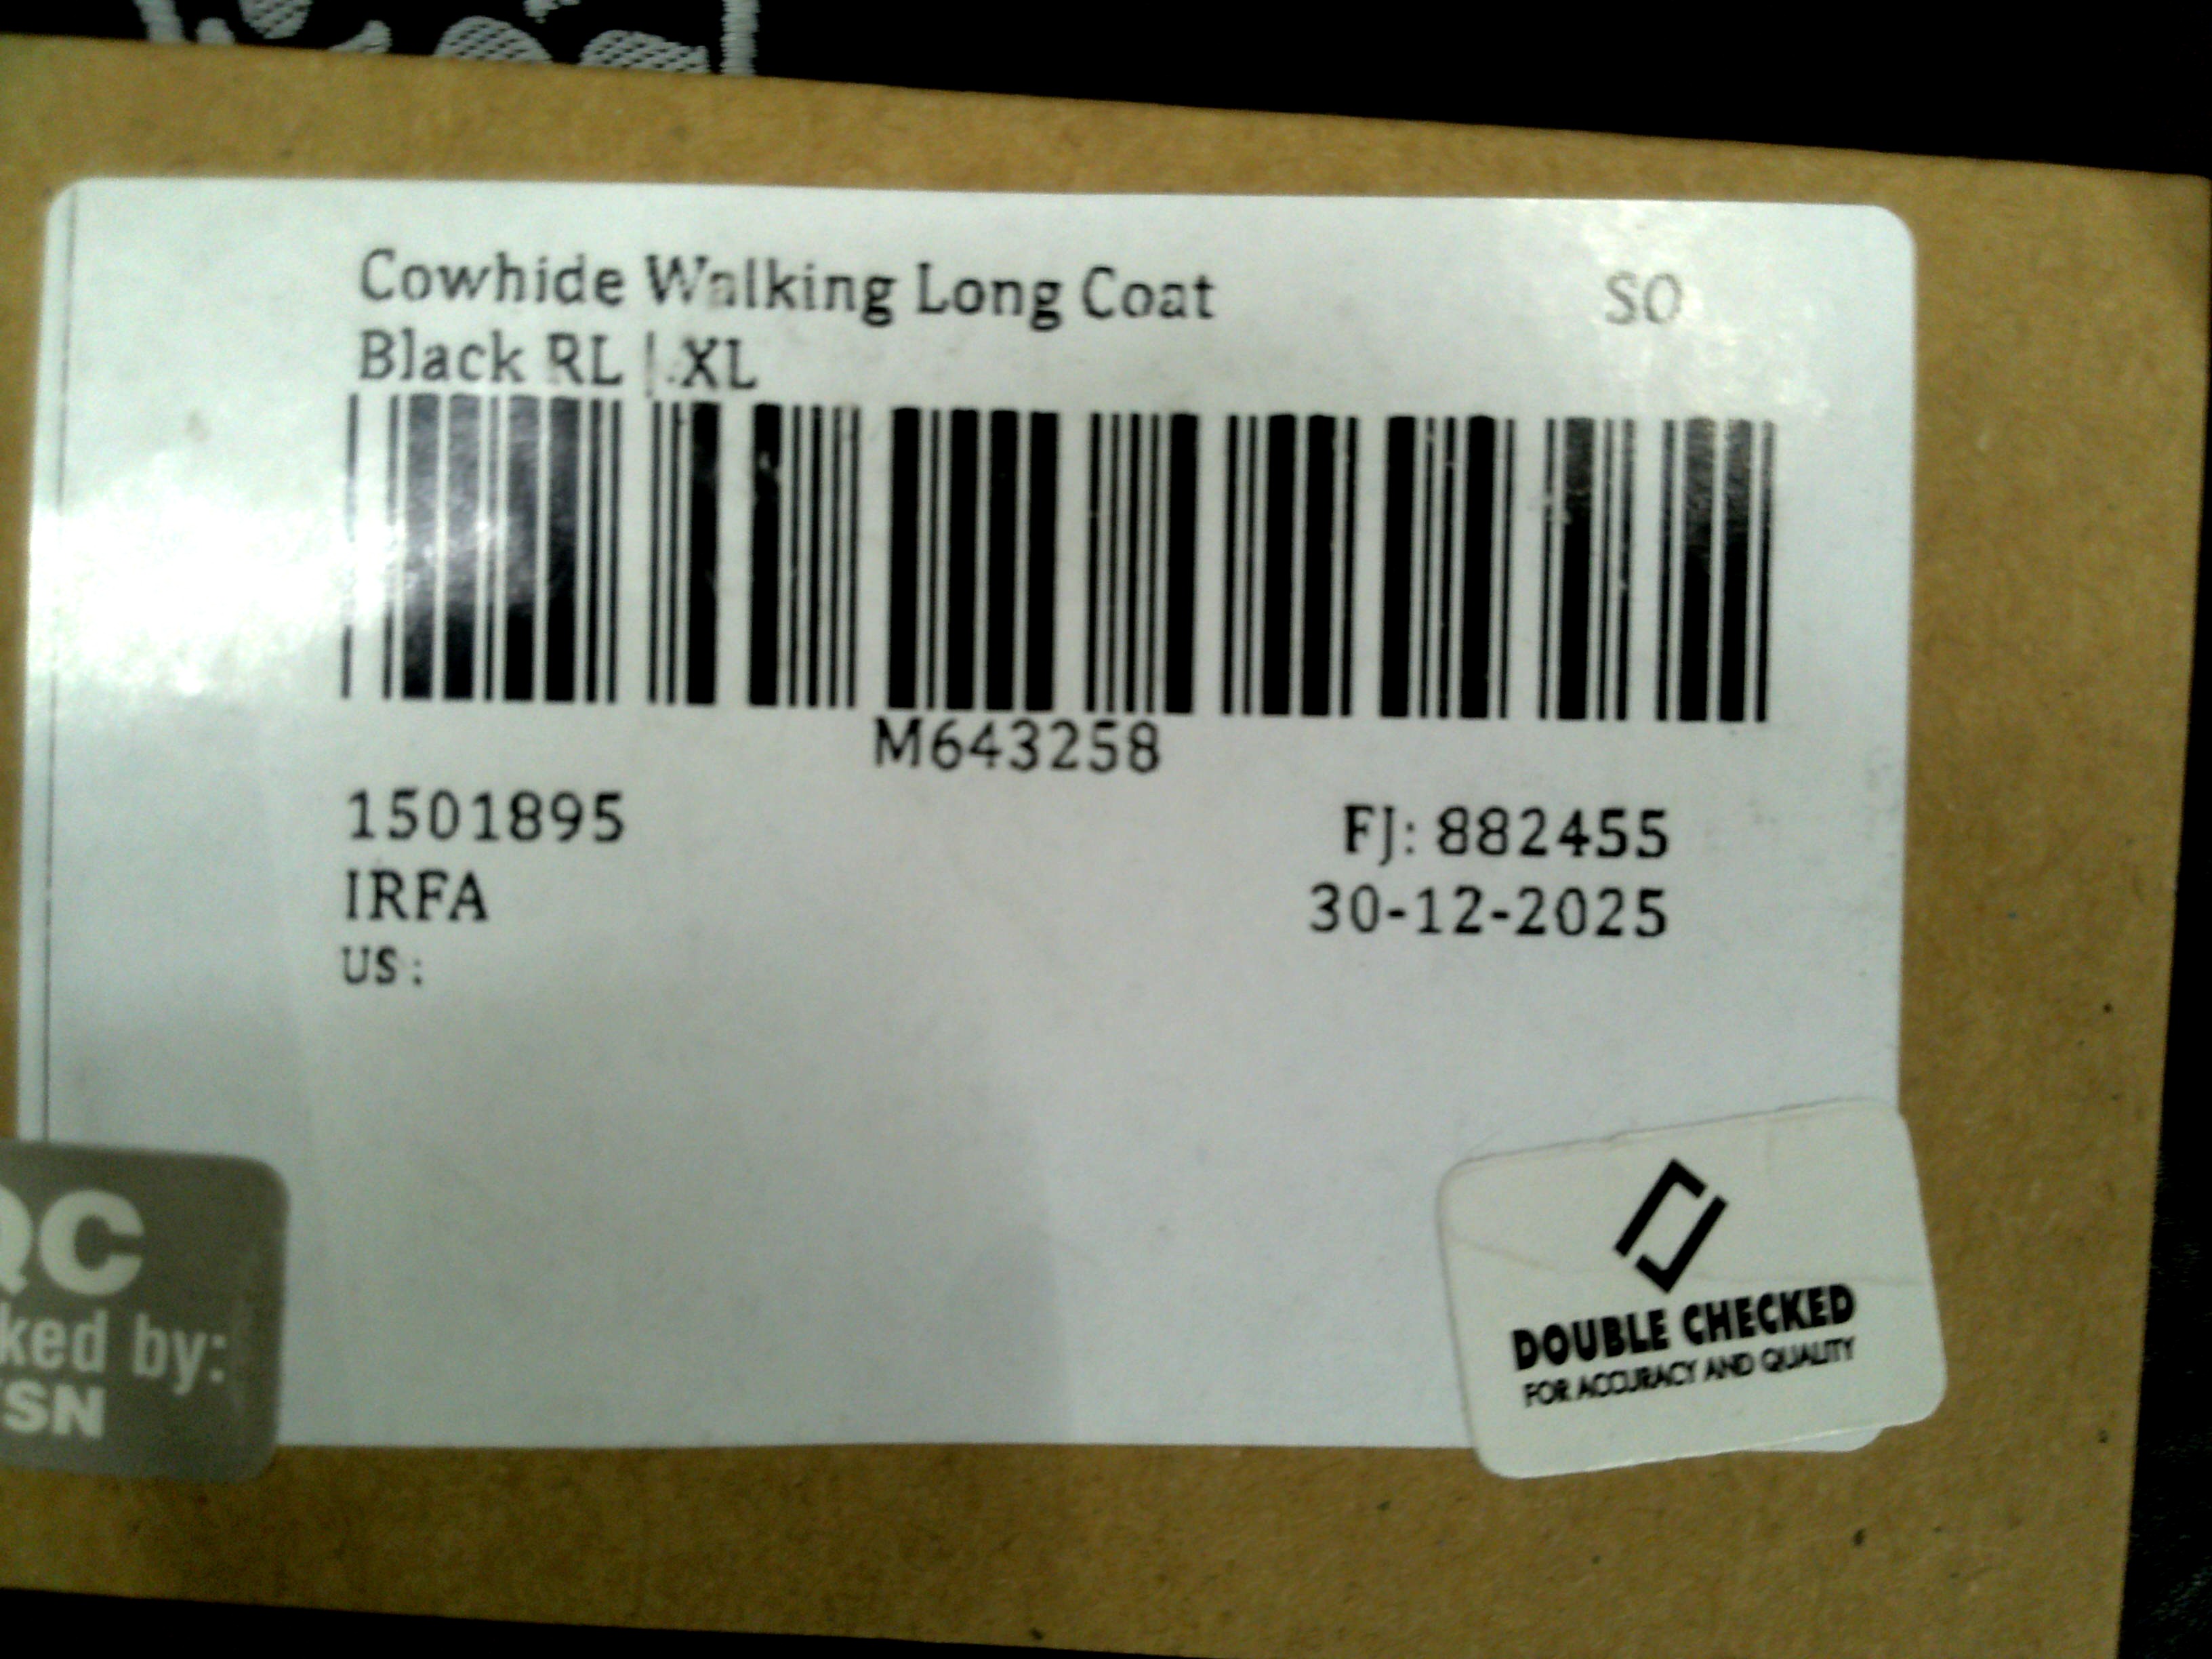 Cowhide Walking Long Coat
SO
Black RL | XL
M643258
1501895
FJ: 882455
IRFA
30-12-2025
US :
QC
ked by:
SN
DOUBLE CHECKED
FOR ACCURACY AND QUALITY